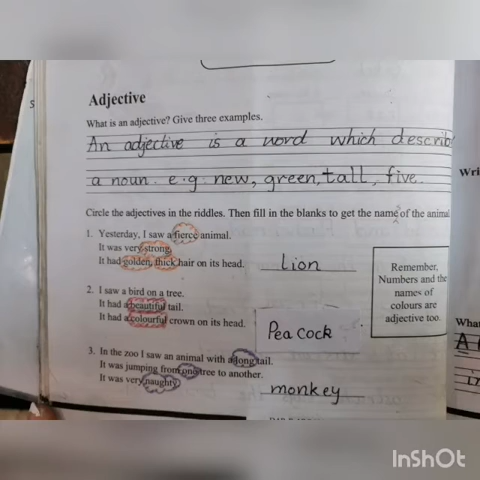 Adjective
What is an adjective? Give three examples.
An adjective is a word which describ
a noun. e.g new, green, tall, five.
Circle the adjectives in the riddles. Then fill in the blanks to get the names of the animal
1. Yesterday, I saw a fierce animal.
It was very strong.
It had golden, thick hair on its head.
Lion
Remember,
Numbers and the
names of
colours are
adjective too.
2. I saw a bird on a tree.
It had a beautiful tail.
It had a colourful crown on its head.
Pea cock
3. In the zoo I saw an animal with a long tail.
It was jumping from one tree to another.
It was very naughty.
monkey
Wri
What
A
InShOt